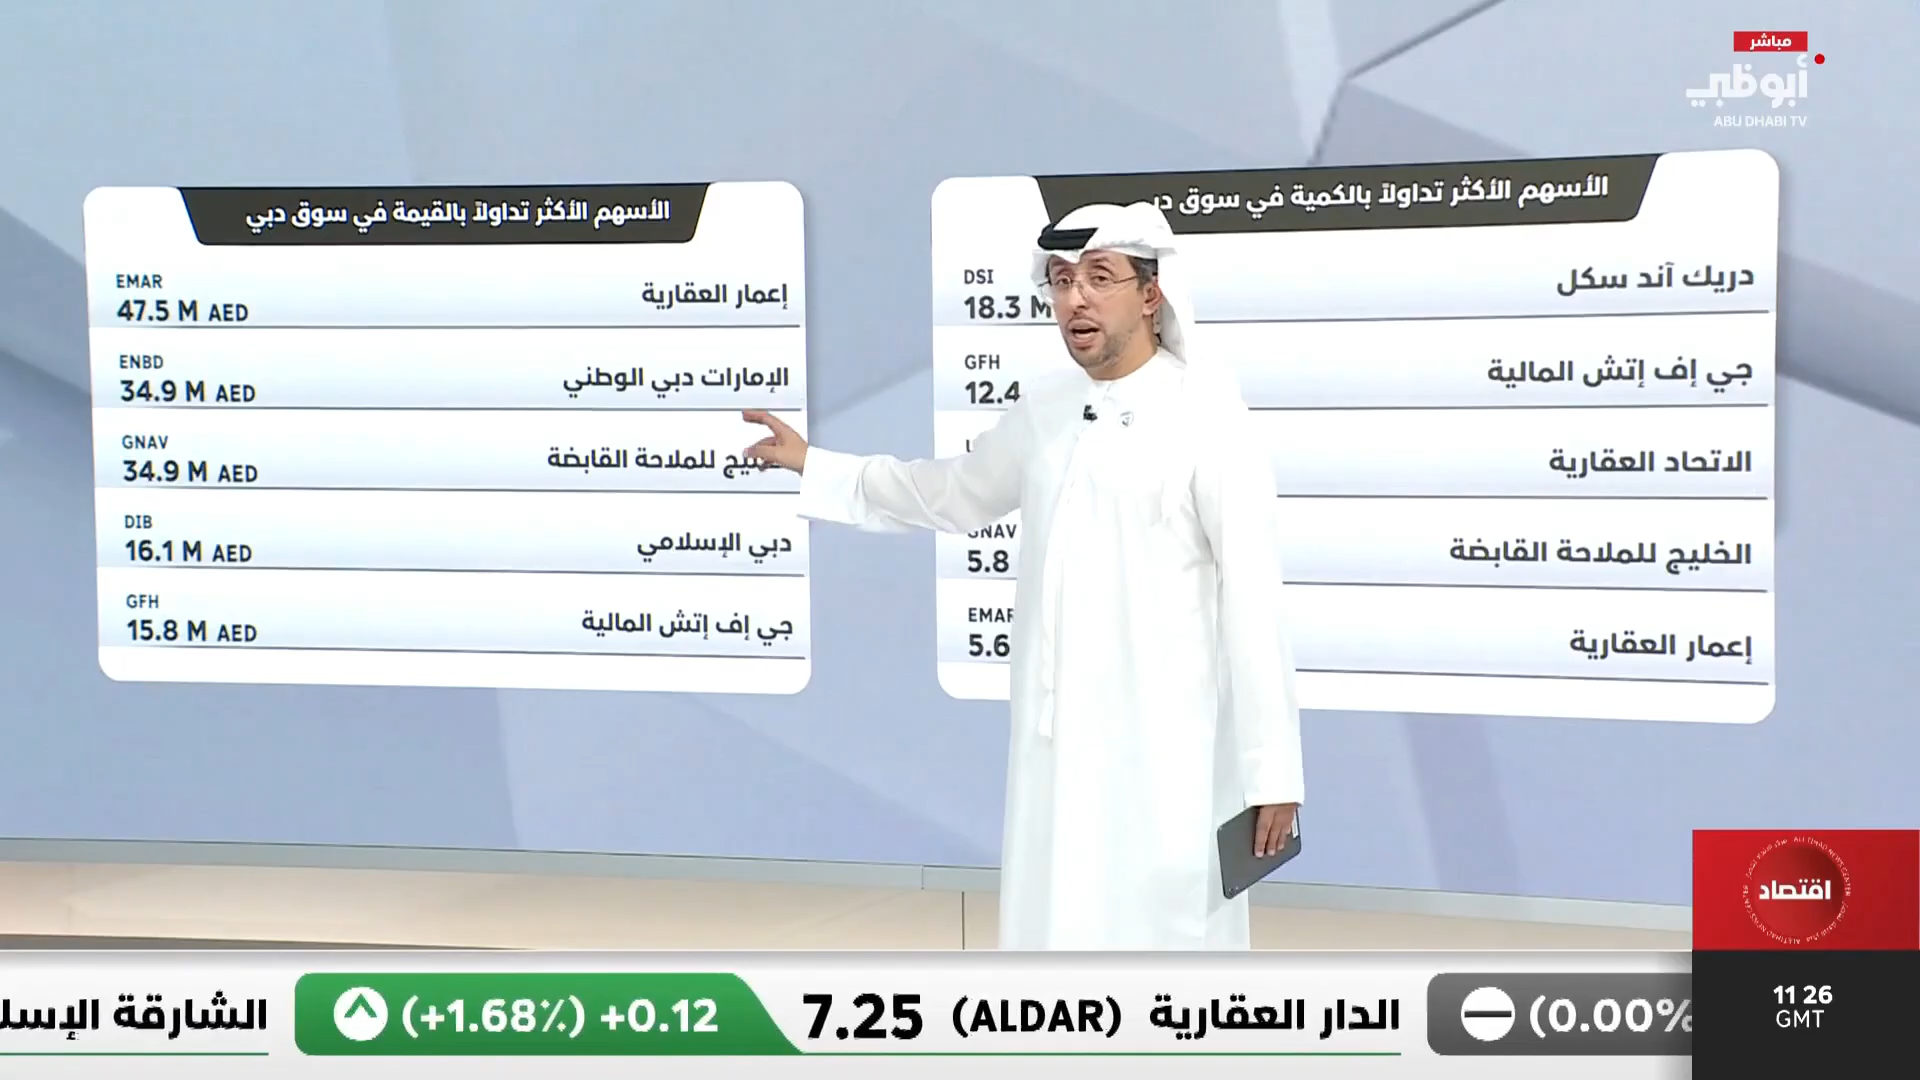 مباشر
أبوظبي
ABU DHABI TV
الأسهم الأكثر تداولاً بالكمية في سوق
دريك آند سكل
DSI
18.3 M
جي إف إتش المالية
GFH
12.4
الاتحاد العقارية
الخليج للملاحة القابضة
GNAV
5.8
إعمار العقارية
EMAR
5.6
الأسهم الأكثر تداولاً بالقيمة في سوق دبي
إعمار العقارية
EMAR
47.5 M AED
الإمارات دبي الوطني
ENBD
34.9 M AED
للملاحة القابضة
GNAV
34.9 M AED
دبي الإسلامي
DIB
16.1 M AED
جي إف إتش المالية
GFH
15.8 M AED
اقتصاد
11 26
GMT
(0.00%
الدار العقارية (ALDAR) 7.25 +0.12 (+1.68%)
الشارقة